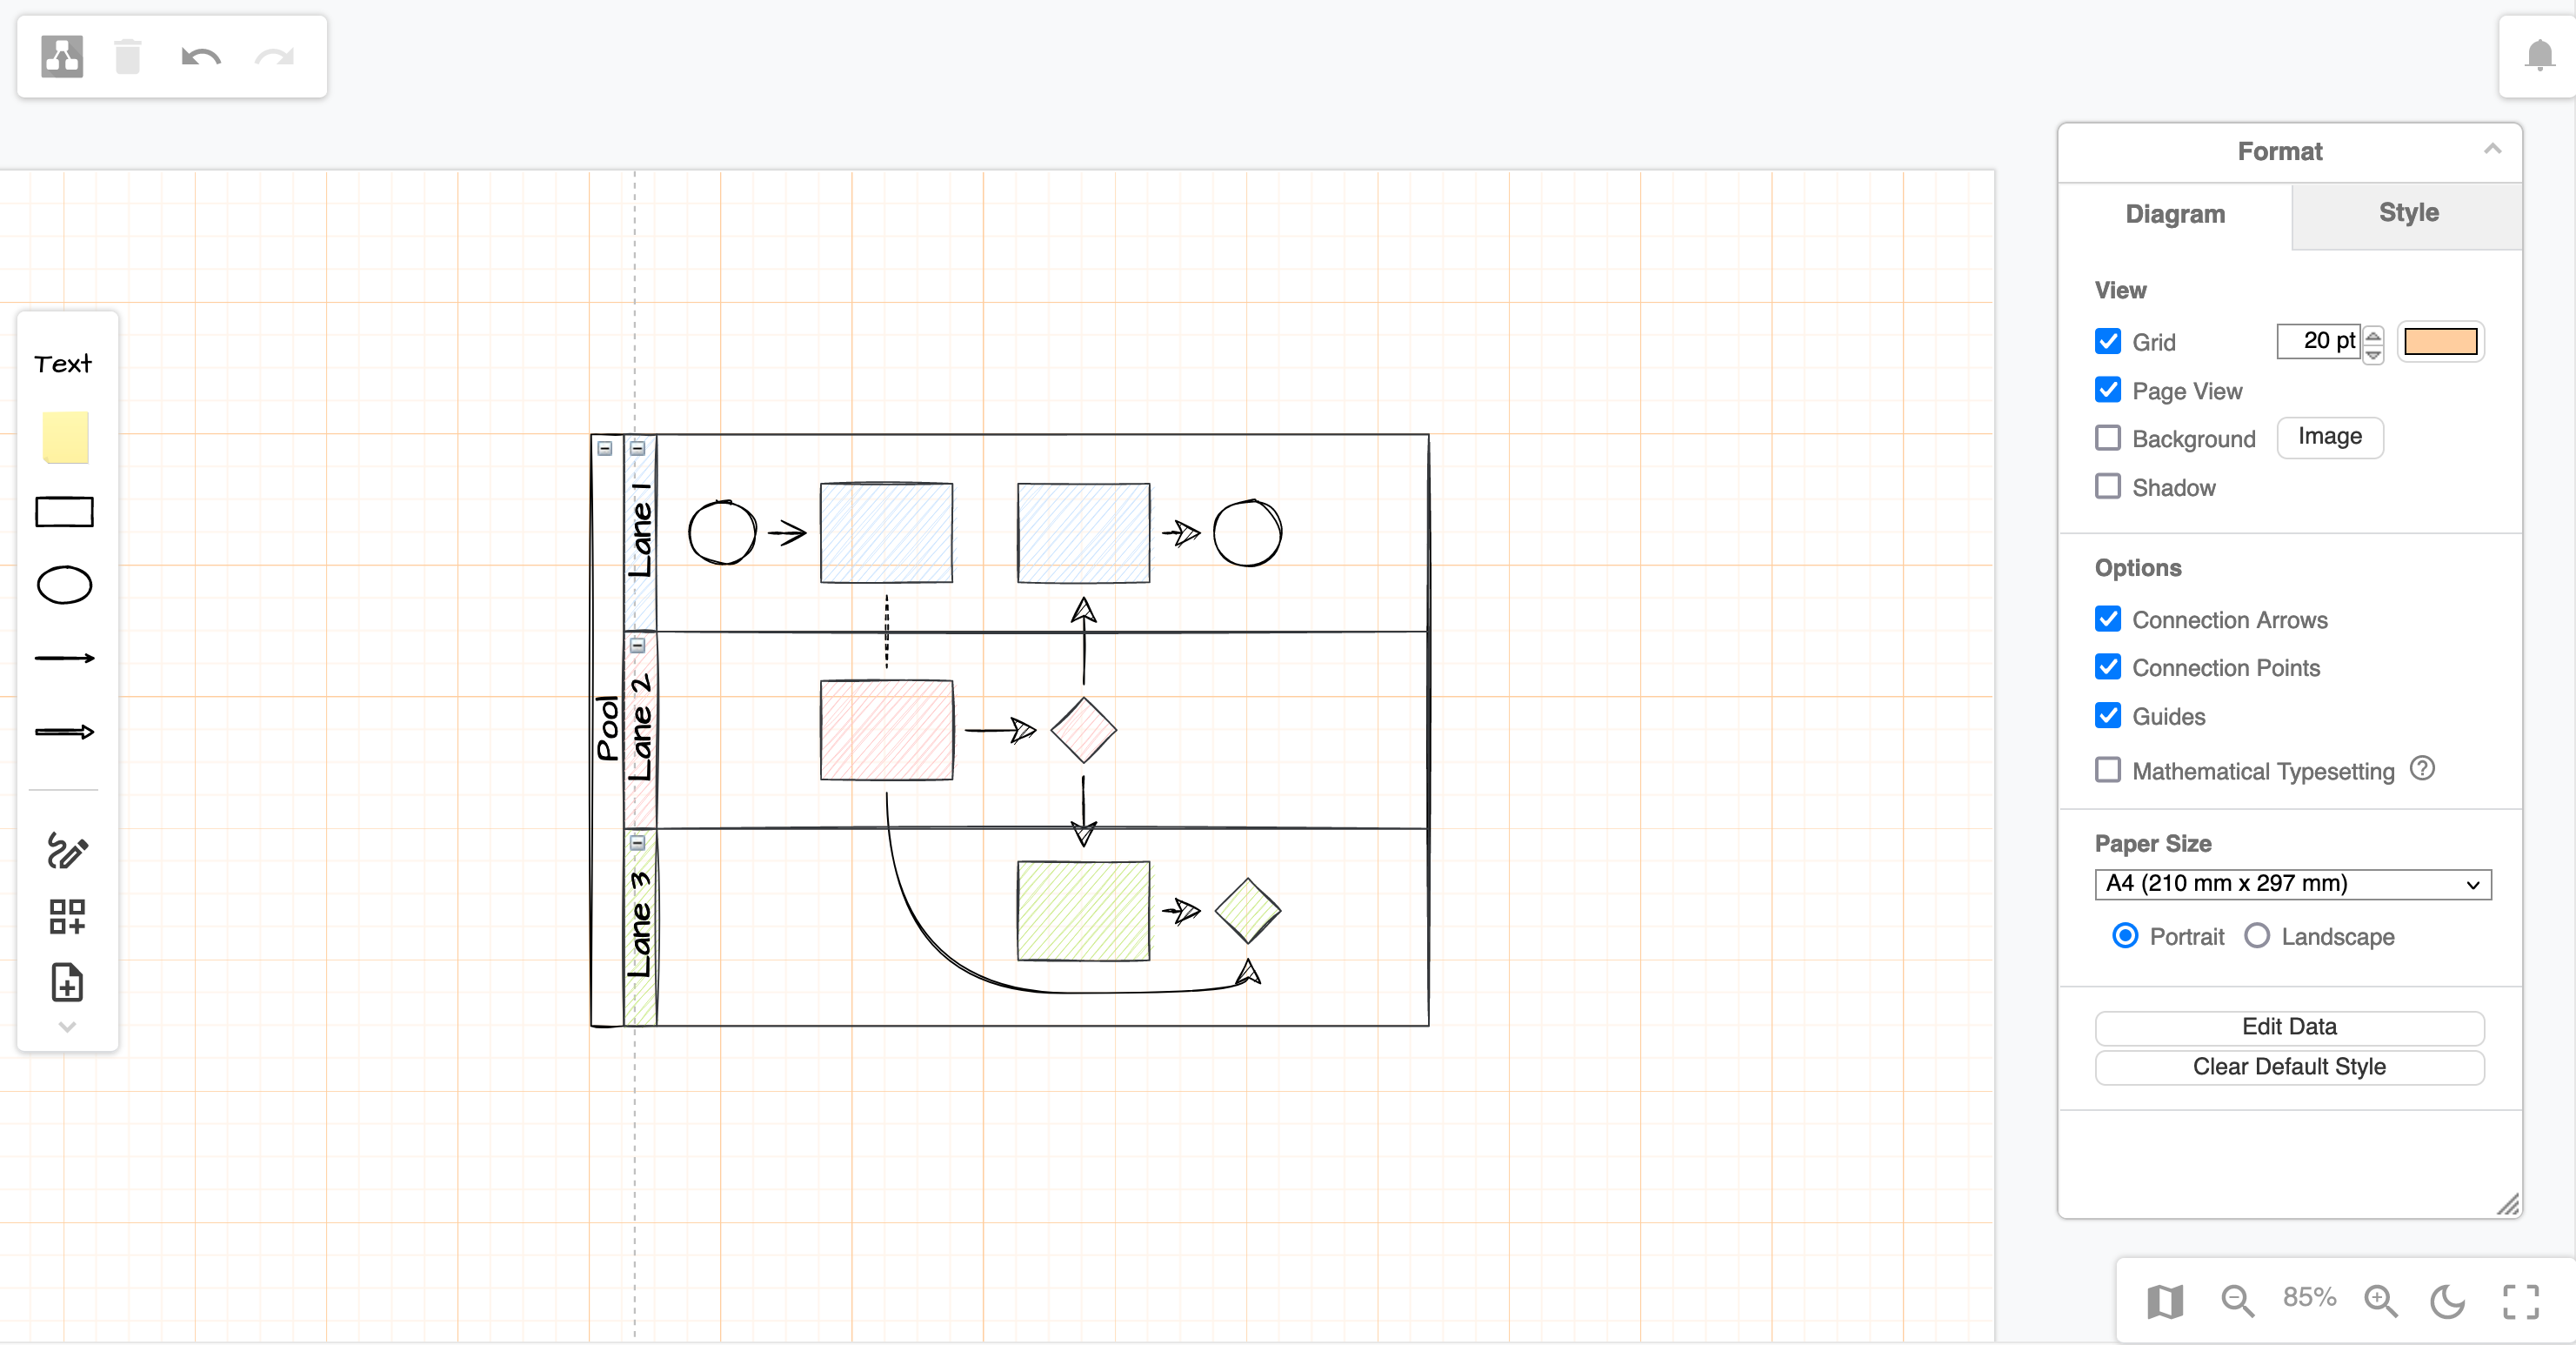 Format
Diagram
Style
View
Grid
20 pt
Page View
Background
Image
Shadow
Options
Connection Arrows
Connection Points
Guides
Mathematical Typesetting
Paper Size
A4 (210 mm x 297 mm)
Portrait
Landscape
Edit Data
Clear Default Style
Text
Pool
Lane 1
Lane 2
Lane 3
85%